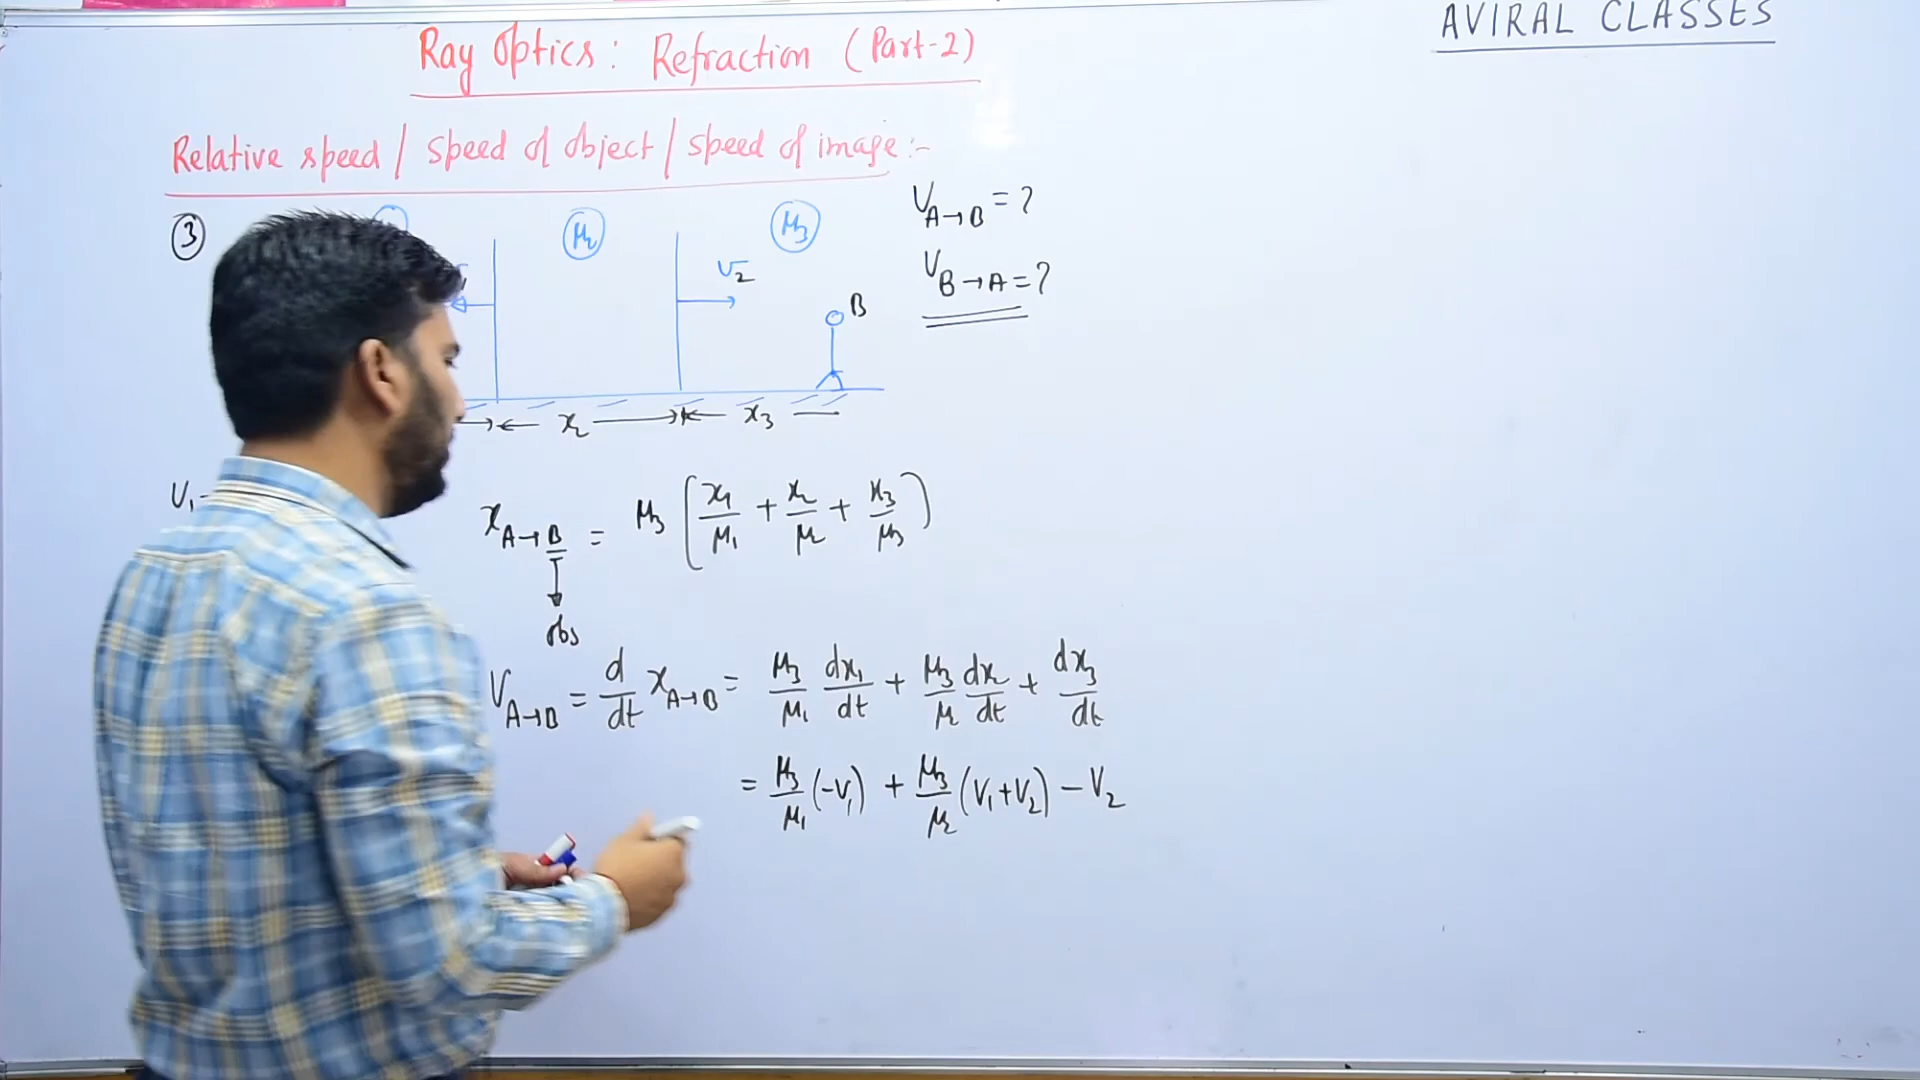 AVIRAL CLASSES
Ray Optics: Refraction (Part-2)
Relative speed / speed of object / speed of image :-
③ μ₂ μ₃
V₂
B
V_{A→B} = ?
V_{B→A} = ?
x₂ x₃
V₁
x_{A→B} = μ₃ [x₁/μ₁ + x₂/μ₂ + x₃/μ₃]
obs
V_{A→B} = d/dt x_{A→B} = μ₃/μ₁ dx₁/dt + μ₃/μ₂ dx₂/dt + dx₃/dt
= μ₃/μ₁ (-V₁) + μ₃/μ₂ (V₁+V₂) - V₂